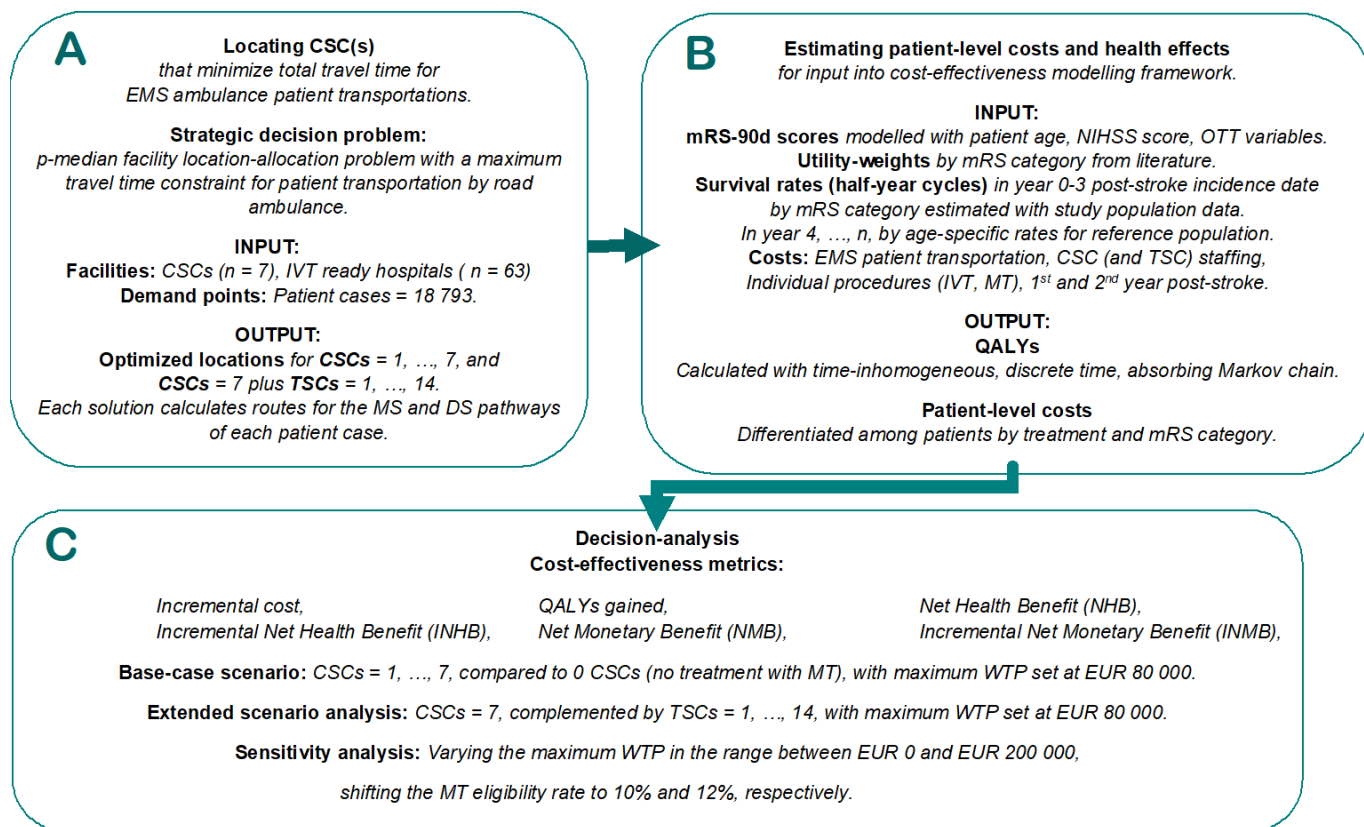 A
Locating CSC(s)
that minimize total travel time for
EMS ambulance patient transportations.
Strategic decision problem:
p-median facility location-allocation problem with a maximum
travel time constraint for patient transportation by road
ambulance.
INPUT:
Facilities: CSCs (n = 7), IVT ready hospitals ( n = 63)
Demand points: Patient cases = 18 793.
OUTPUT:
Optimized locations for CSCs = 1, …, 7, and
CSCs = 7 plus TSCs = 1, …, 14.
Each solution calculates routes for the MS and DS pathways
of each patient case.
B
Estimating patient-level costs and health effects
for input into cost-effectiveness modelling framework.
INPUT:
mRS-90d scores modelled with patient age, NIHSS score, OTT variables.
Utility-weights by mRS category from literature.
Survival rates (half-year cycles) in year 0-3 post-stroke incidence date
by mRS category estimated with study population data.
In year 4, …, n, by age-specific rates for reference population.
Costs: EMS patient transportation, CSC (and TSC) staffing,
Individual procedures (IVT, MT), 1st and 2nd year post-stroke.
OUTPUT:
QALYs
Calculated with time-inhomogeneous, discrete time, absorbing Markov chain.
Patient-level costs
Differentiated among patients by treatment and mRS category.
C
Decision-analysis
Cost-effectiveness metrics:
Incremental cost, QALYs gained, Net Health Benefit (NHB),
Incremental Net Health Benefit (INHB), Net Monetary Benefit (NMB), Incremental Net Monetary Benefit (INMB),
Base-case scenario: CSCs = 1, …, 7, compared to 0 CSCs (no treatment with MT), with maximum WTP set at EUR 80 000.
Extended scenario analysis: CSCs = 7, complemented by TSCs = 1, …, 14, with maximum WTP set at EUR 80 000.
Sensitivity analysis: Varying the maximum WTP in the range between EUR 0 and EUR 200 000,
shifting the MT eligibility rate to 10% and 12%, respectively.